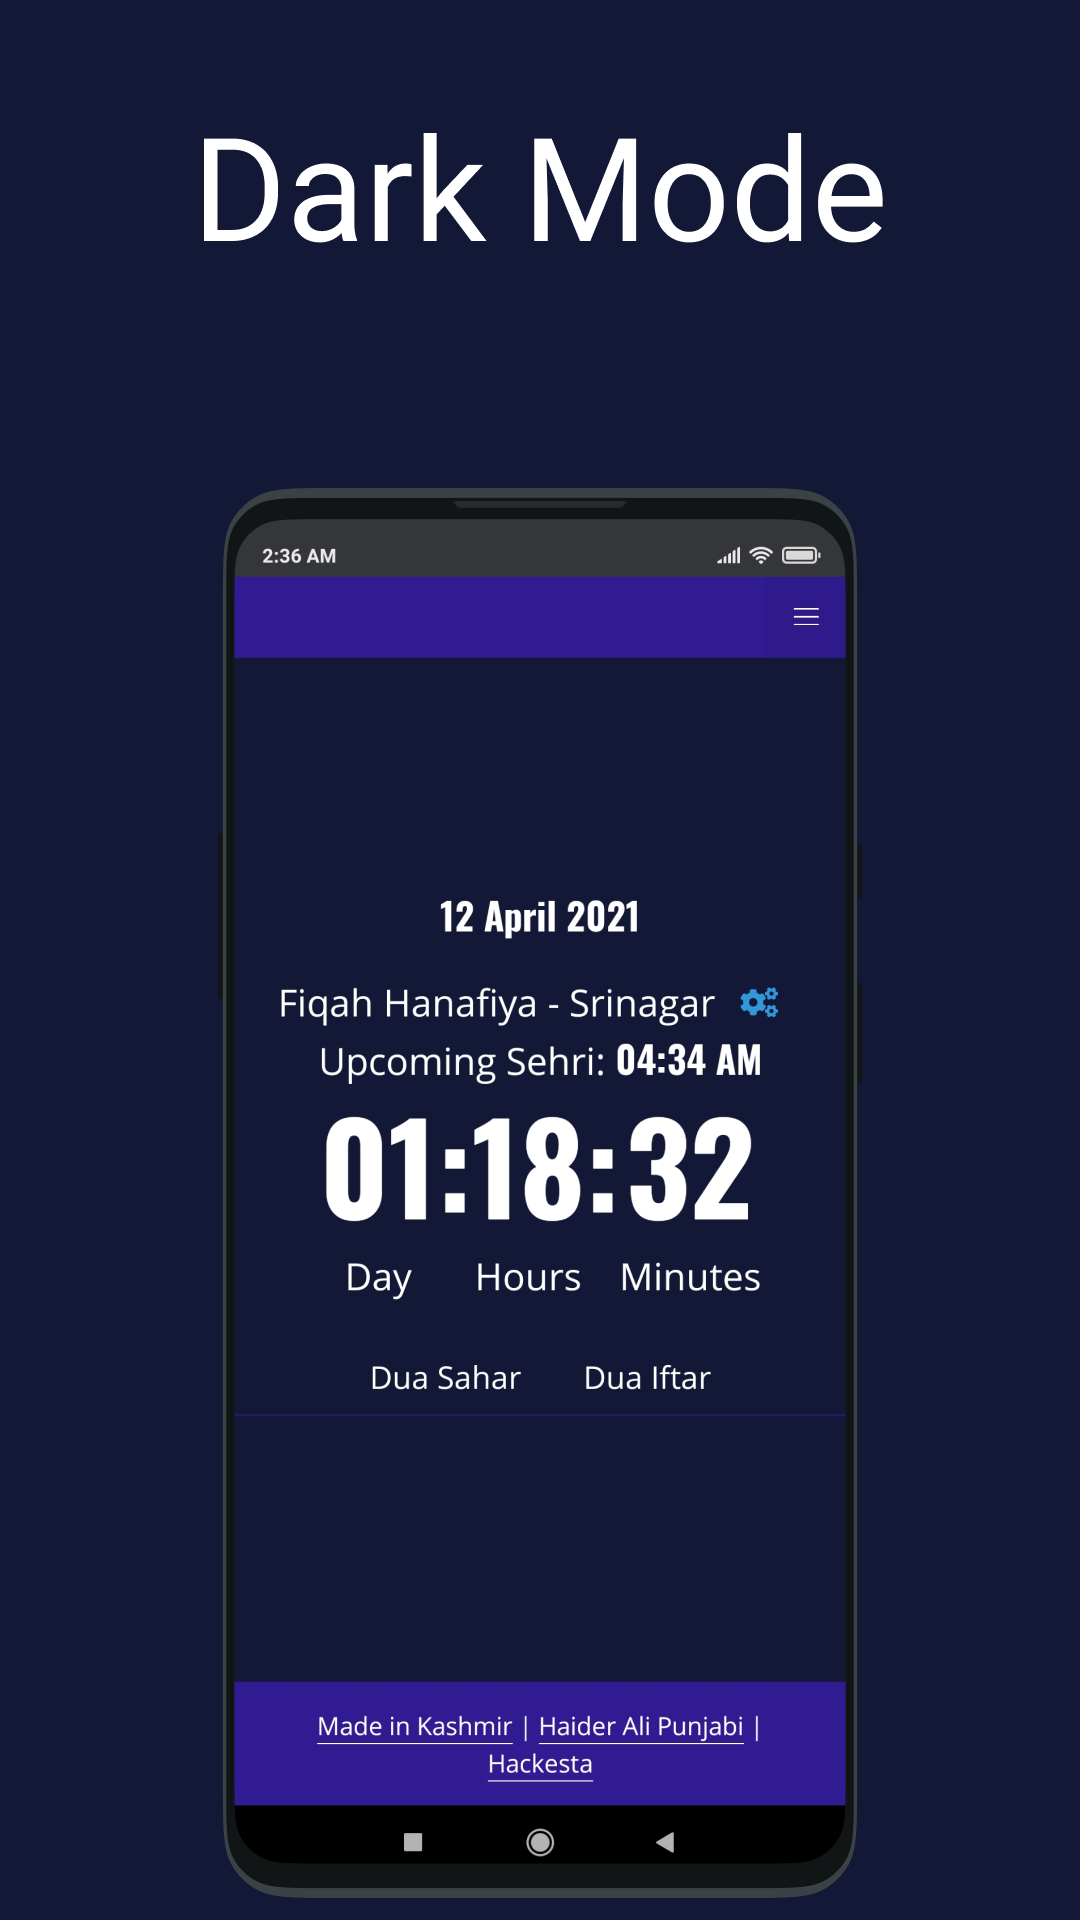 Dark Mode
2:36 AM
12 April 2021
Fiqah Hanafiya - Srinagar
Upcoming Sehri: 04:34 AM
01:18:32
Day Hours Minutes
Dua Sahar Dua Iftar
Made in Kashmir | Haider Ali Punjabi |
Hackesta